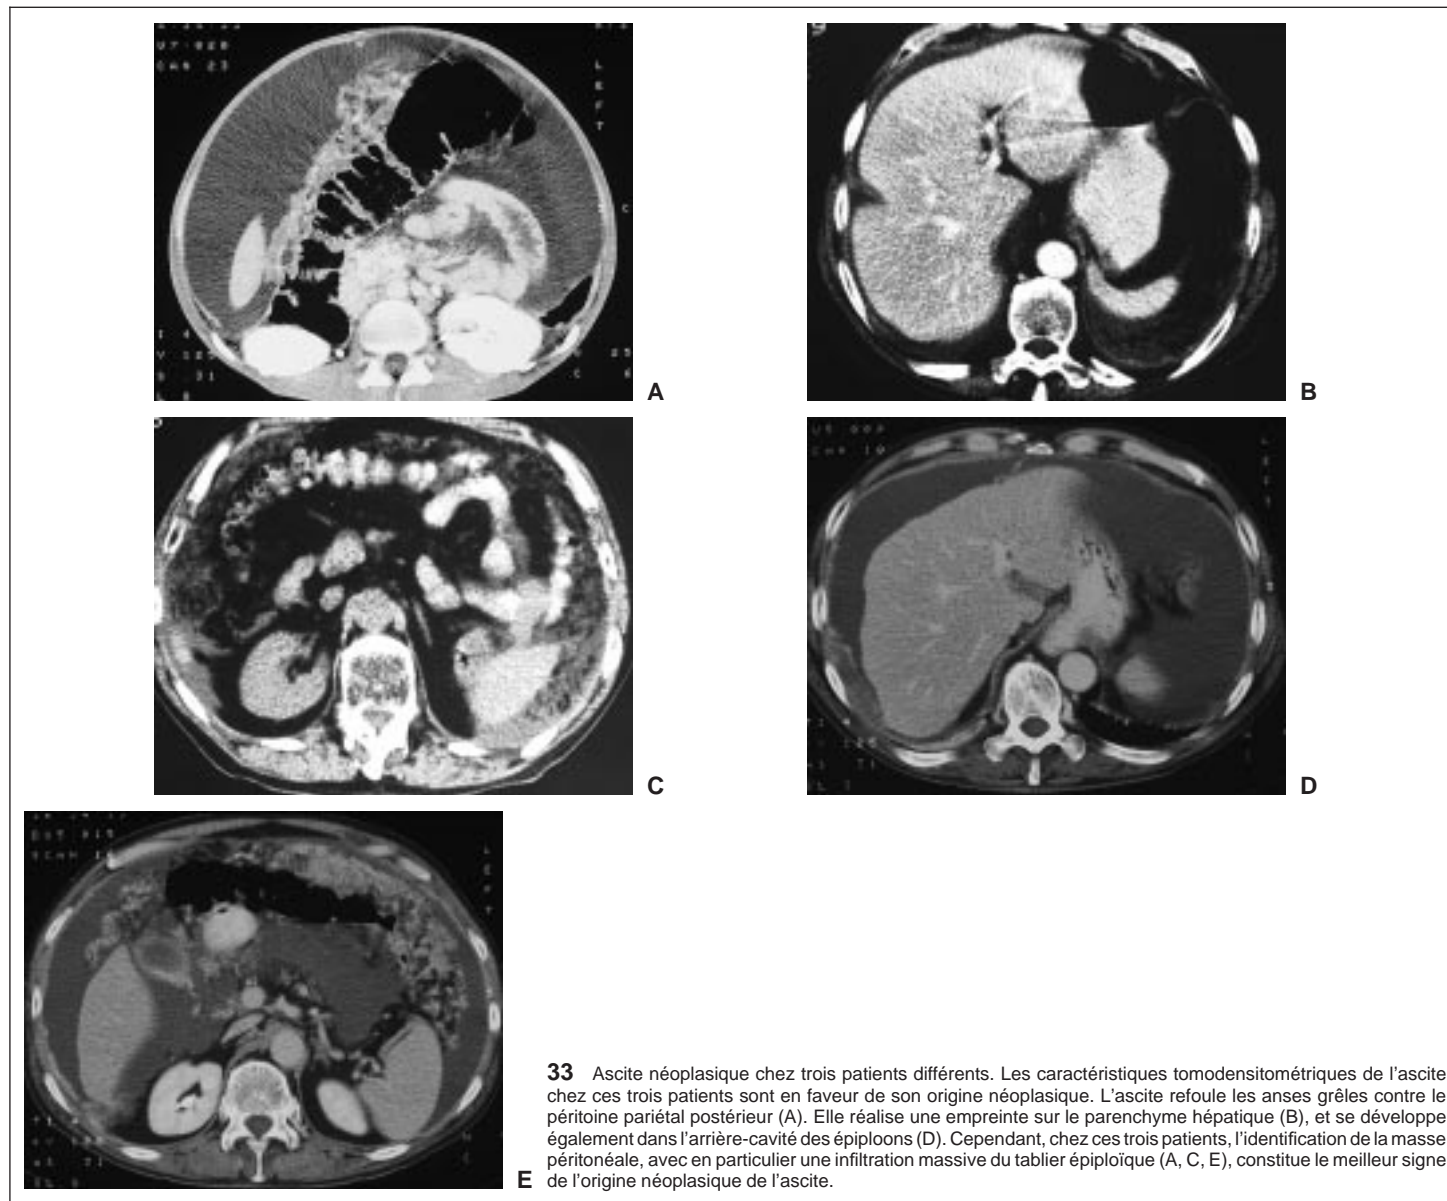 LEFT
A
B
C
D
E
33 Ascite néoplasique chez trois patients différents. Les caractéristiques tomodensitométriques de l'ascite
chez ces trois patients sont en faveur de son origine néoplasique. L'ascite refoule les anses grêles contre le
péritoine pariétal postérieur (A). Elle réalise une empreinte sur le parenchyme hépatique (B), et se développe
également dans l'arrière-cavité des épiploons (D). Cependant, chez ces trois patients, l'identification de la masse
péritonéale, avec en particulier une infiltration massive du tablier épiploïque (A, C, E), constitue le meilleur signe
de l'origine néoplasique de l'ascite.